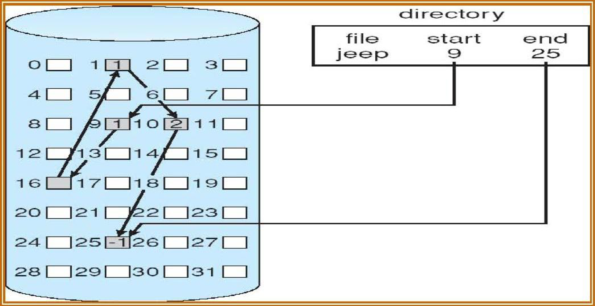 directory
file start end
jeep 9 25
0 1 1 2 3
4 5 6 7
8 9 1 10 2 11
12 13 14 15
16 17 18 19
20 21 22 23
24 25 -1 26 27
28 29 30 31